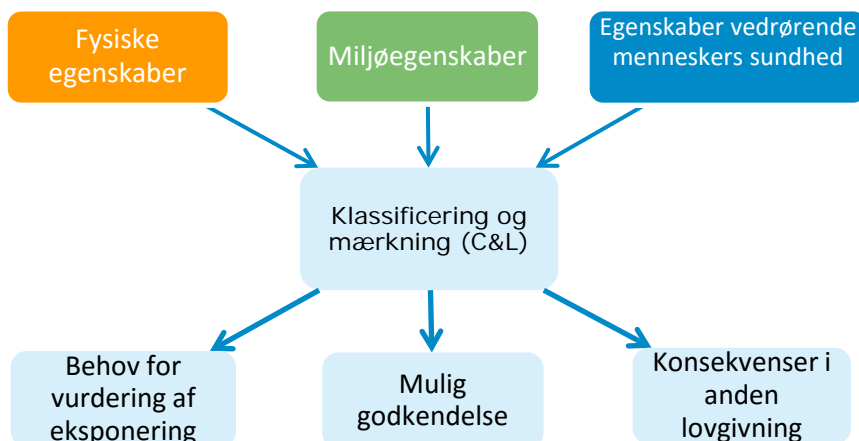 Fysiske
egenskaber
Miljøegenskaber
Egenskaber vedrørende
menneskers sundhed
Klassificering og
mærkning (C&L)
Behov for
vurdering af
eksponering
Mulig
godkendelse
Konsekvenser i
anden
lovgivning